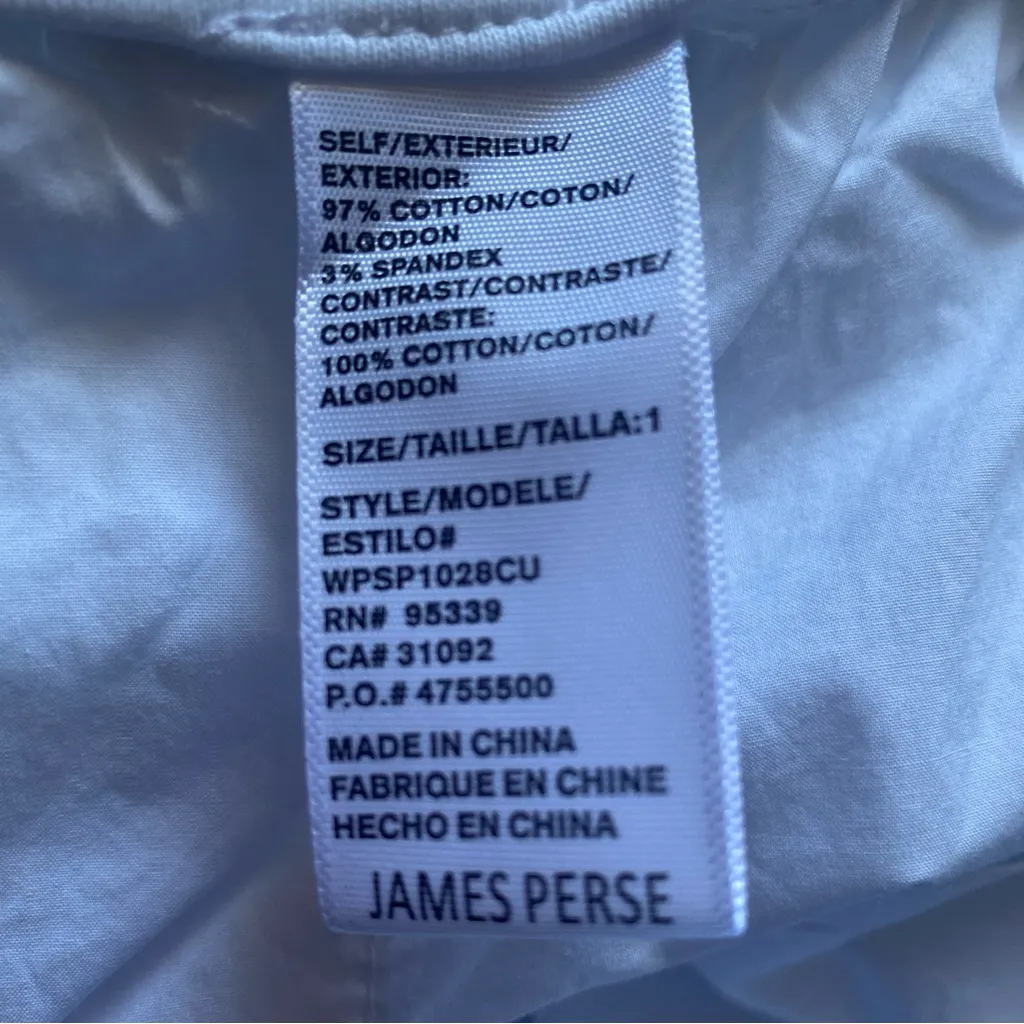 SELF/EXTERIEUR/
EXTERIOR:
97% COTTON/COTON/
ALGODON
3% SPANDEX
CONTRAST/CONTRASTE/
CONTRASTE:
100% COTTON/COTON/
ALGODON
SIZE/TAILLE/TALLA:1
STYLE/MODELE/
ESTILO#
WPSP1028CU
RN# 95339
CA# 31092
P.O.# 4755500
MADE IN CHINA
FABRIQUE EN CHINE
HECHO EN CHINA
JAMES PERSE